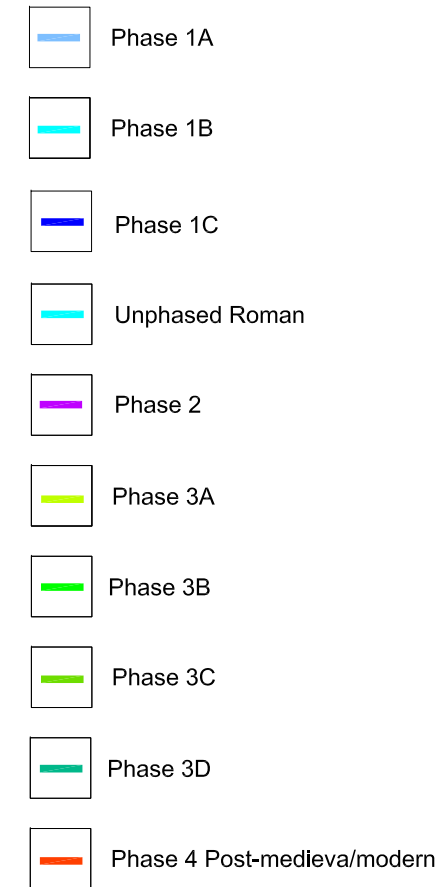 Phase 1A
Phase 1B
Phase 1C
Unphased Roman
Phase 2
Phase 3A
Phase 3B
Phase 3C
Phase 3D
Phase 4 Post-medieva/modern